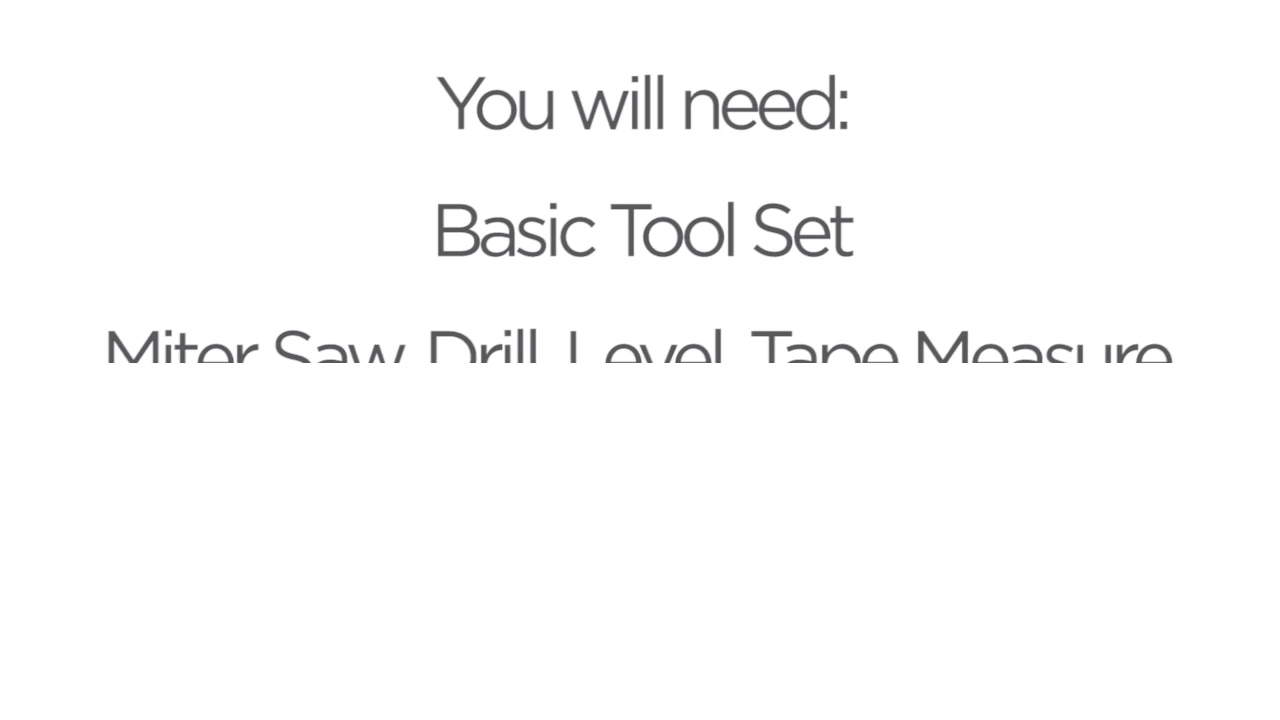 You will need:
Basic Tool Set
Miter Saw, Drill, Level, Tape Measure